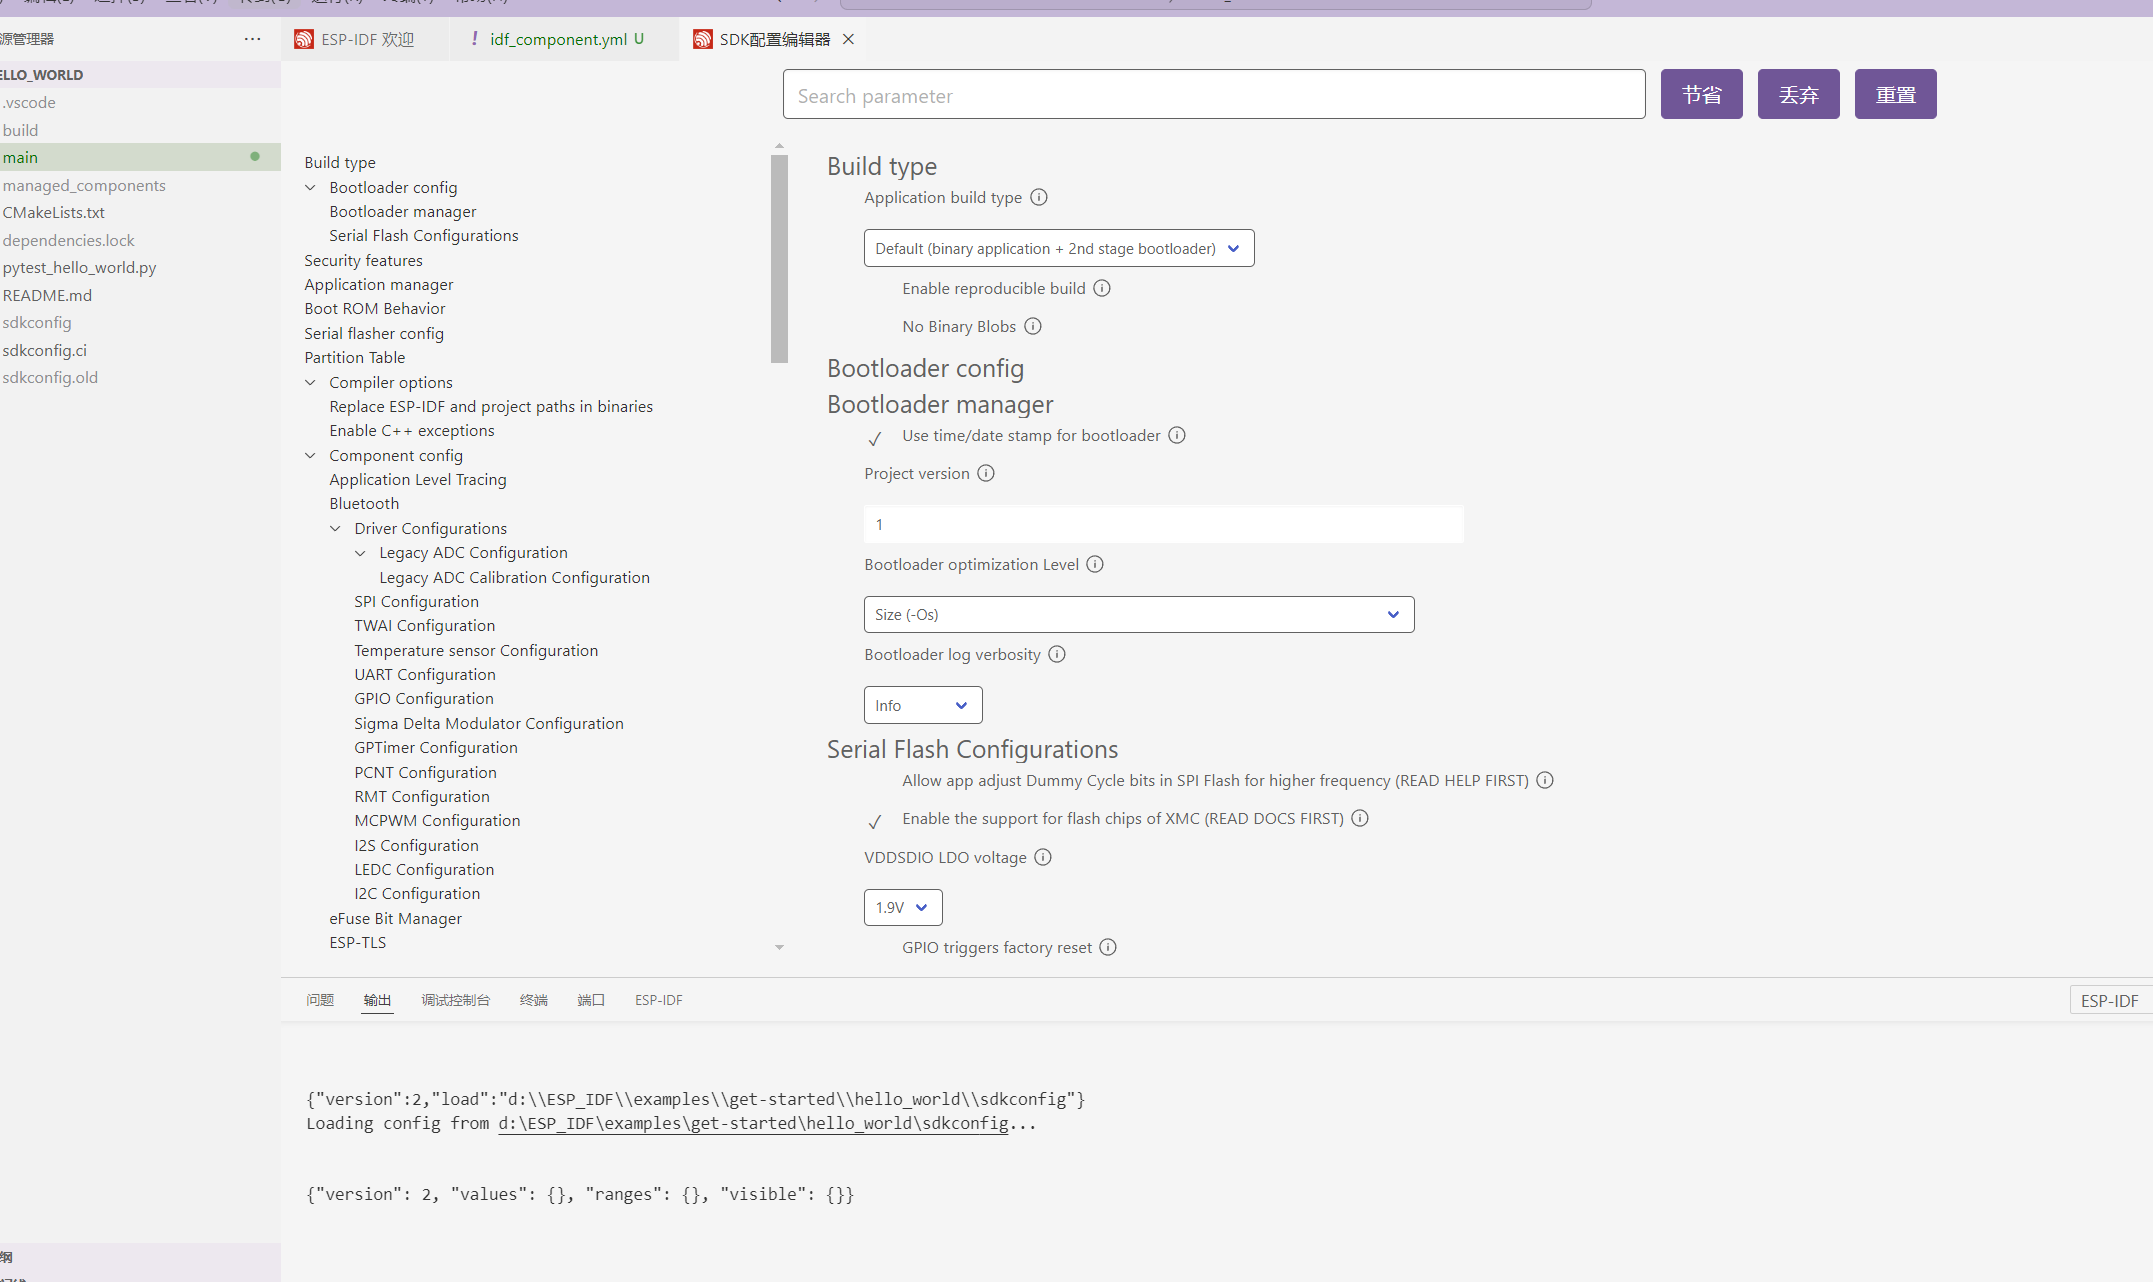 源管理器
ESP-IDF 欢迎
! idf_component.yml U
SDK配置编辑器
ELLO_WORLD
.vscode
build
main
managed_components
CMakeLists.txt
dependencies.lock
pytest_hello_world.py
README.md
sdkconfig
sdkconfig.ci
sdkconfig.old
Search parameter
节省
丢弃
重置
Build type
Bootloader config
Bootloader manager
Serial Flash Configurations
Security features
Application manager
Boot ROM Behavior
Serial flasher config
Partition Table
Compiler options
Replace ESP-IDF and project paths in binaries
Enable C++ exceptions
Component config
Application Level Tracing
Bluetooth
Driver Configurations
Legacy ADC Configuration
Legacy ADC Calibration Configuration
SPI Configuration
TWAI Configuration
Temperature sensor Configuration
UART Configuration
GPIO Configuration
Sigma Delta Modulator Configuration
GPTimer Configuration
PCNT Configuration
RMT Configuration
MCPWM Configuration
I2S Configuration
LEDC Configuration
I2C Configuration
eFuse Bit Manager
ESP-TLS
Build type
Application build type
Default (binary application + 2nd stage bootloader)
Enable reproducible build
No Binary Blobs
Bootloader config
Bootloader manager
Use time/date stamp for bootloader
Project version
1
Bootloader optimization Level
Size (-Os)
Bootloader log verbosity
Info
Serial Flash Configurations
Allow app adjust Dummy Cycle bits in SPI Flash for higher frequency (READ HELP FIRST)
Enable the support for flash chips of XMC (READ DOCS FIRST)
VDDSDIO LDO voltage
1.9V
GPIO triggers factory reset
问题
输出
调试控制台
终端
端口
ESP-IDF
ESP-IDF
{"version":2,"load":"d:\\ESP_IDF\\examples\\get-started\\hello_world\\sdkconfig"}
Loading config from d:\ESP_IDF\examples\get-started\hello_world\sdkconfig...
{"version": 2, "values": {}, "ranges": {}, "visible": {}}
纲